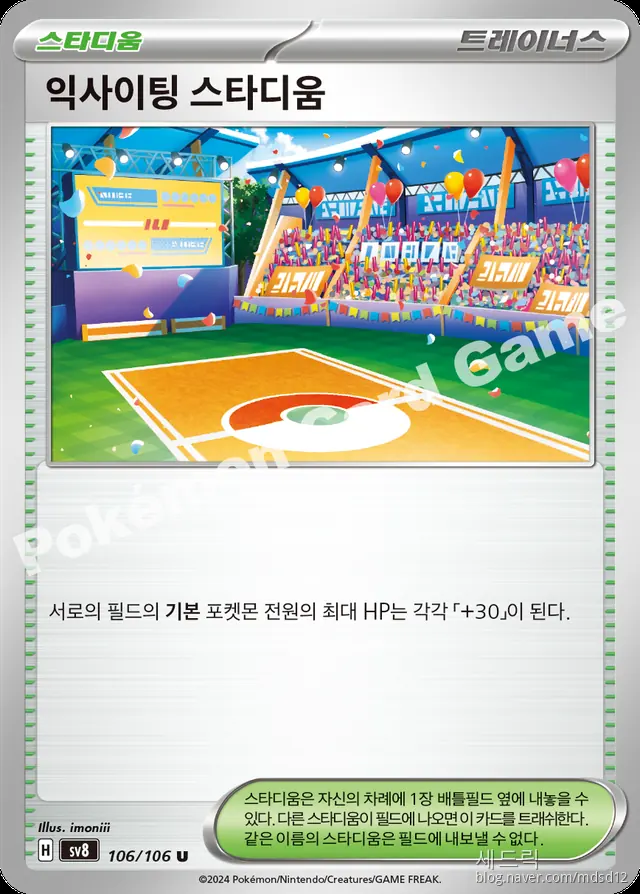 스타디움
트레이너스
익사이팅 스타디움
Pokémon Card Game
서로의 필드의 기본 포켓몬 전원의 최대 HP는 각각 「+30」이 된다.
스타디움은 자신의 차례에 1장 배틀필드 옆에 내놓을 수
있다. 다른 스타디움이 필드에 나오면 이 카드를 트래쉬한다.
같은 이름의 스타디움은 필드에 내보낼 수 없다.
Illus. imoniii
H sv8 106/106 U
©2024 Pokémon/Nintendo/Creatures/GAME FREAK.
세드릭
blog.naver.com/mdsd12